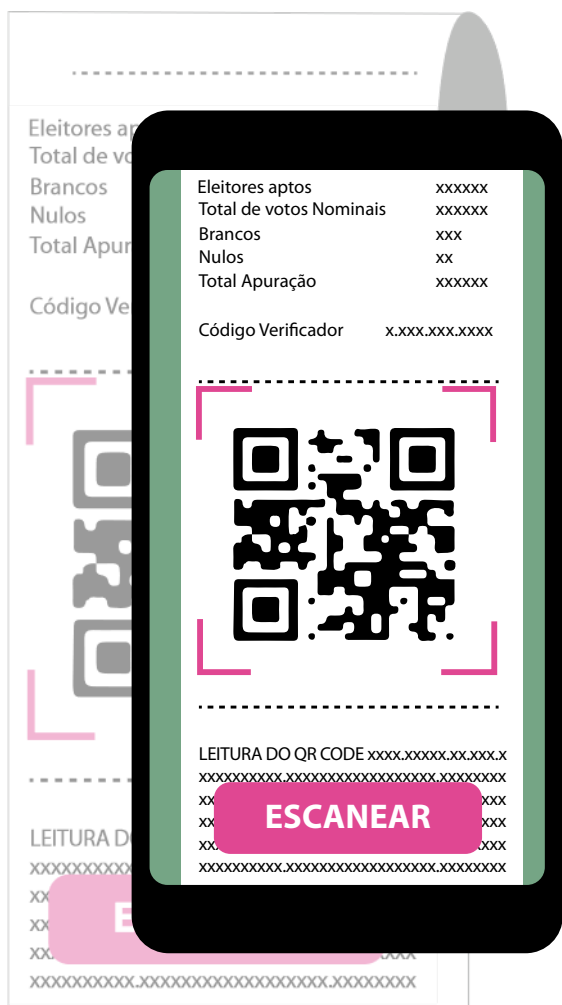 Eleitores ap
Total de vo
Brancos
Nulos
Total Apur
Código Ve
LEITURA D
xxxxxxxxxx.xxxxxxxxxxxxxxxxxx.xxxxxxxx
Eleitores aptos xxxxxx
Total de votos Nominais xxxxxx
Brancos xxx
Nulos xx
Total Apuração xxxxxx
Código Verificador x.xxx.xxx.xxxx
LEITURA DO QR CODE xxxx.xxxxx.xx.xxx.x
xxxxxxxxxx.xxxxxxxxxxxxxxxxxx.xxxxxxxx
ESCANEAR
xxxxxxxxxx.xxxxxxxxxxxxxxxxxx.xxxxxxxx